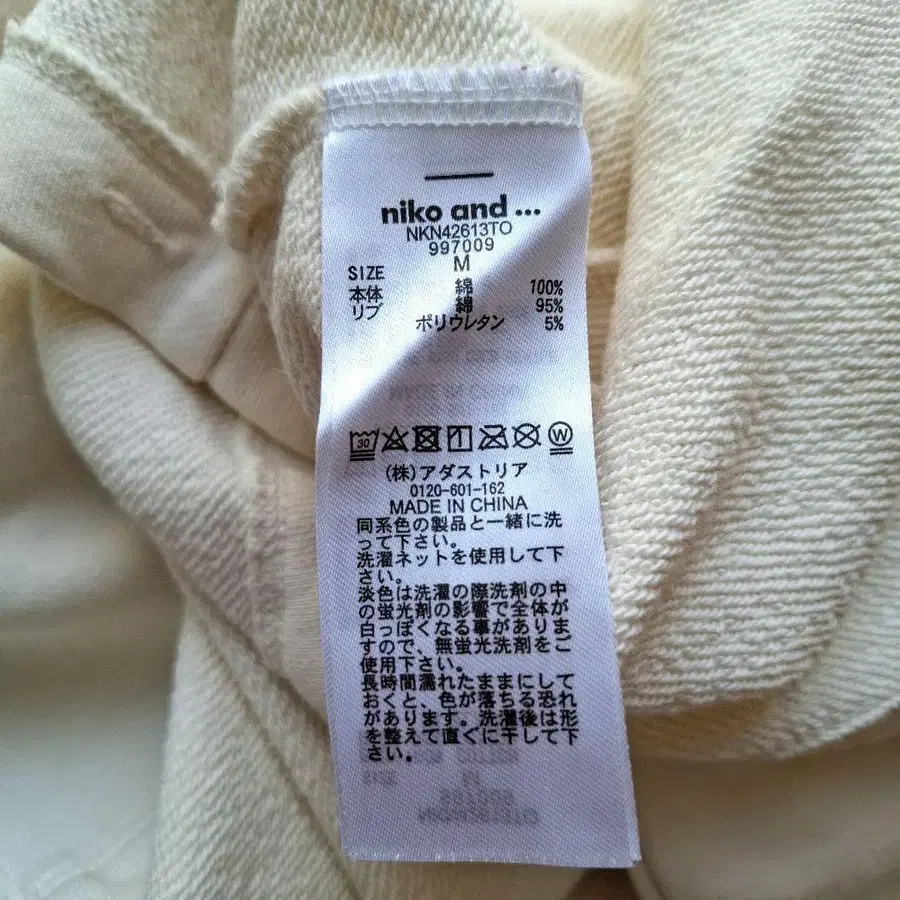 niko and ...
NKN42613TO
997009
SIZE M
本体 綿 100%
リブ 綿 95%
ポリウレタン 5%
30 W
(株)アダストリア
0120-601-162
MADE IN CHINA
同系色の製品と一緒に洗
って下さい。
洗濯ネットを使用して下
さい。
淡色は洗濯の際洗剤の中
の蛍光剤の影響で全体が
白っぽくなる事がありま
すので、無蛍光洗剤をご
使用下さい。
長時間濡れたままにして
おくと、色が落ちる恐れ
があります。洗濯後は形
を整えて直ぐに干して下
さい。